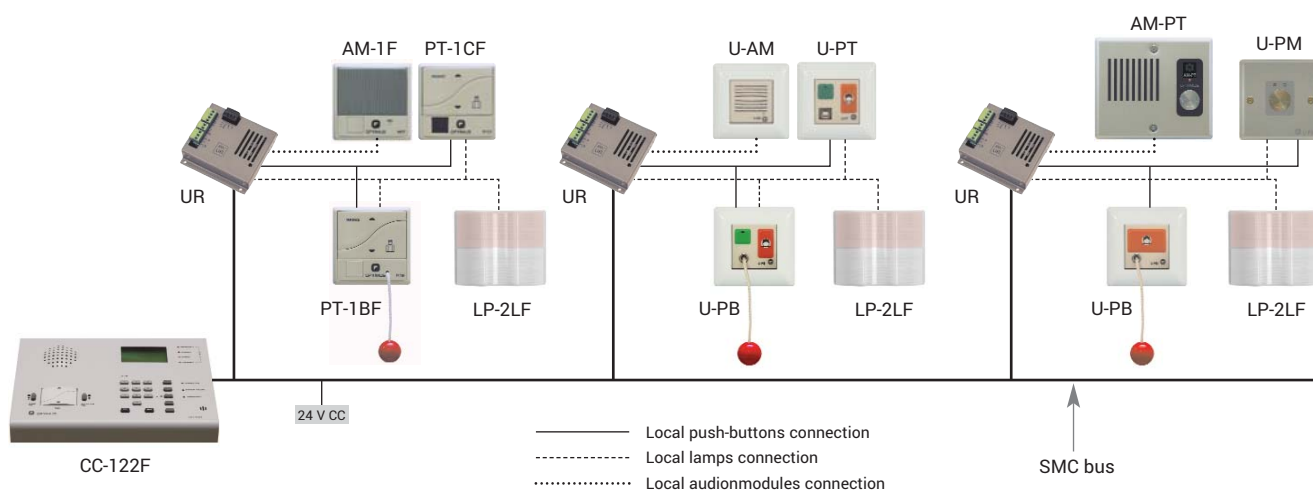 AM-1F PT-1CF
U-AM U-PT
AM-PT
U-PM
UR
UR
UR
PT-1BF
LP-2LF
U-PB
LP-2LF
U-PB
LP-2LF
24 V CC
CC-122F
Local push-buttons connection
Local lamps connection
Local audionmodules connection
SMC bus